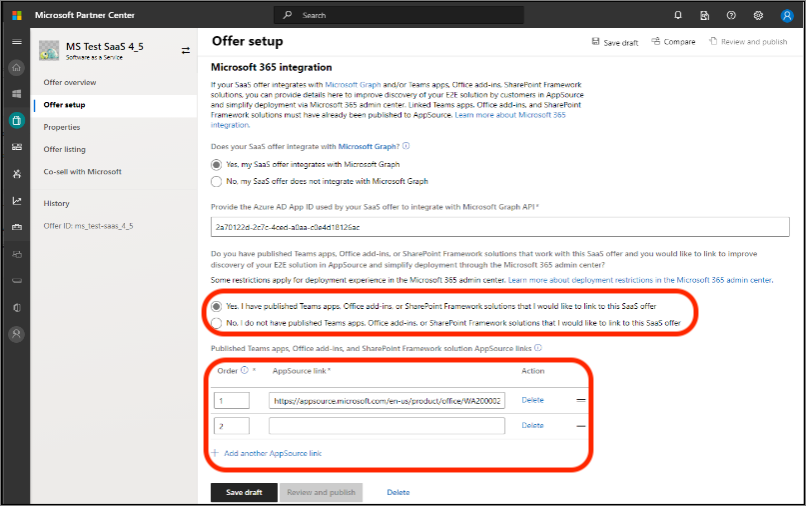 Microsoft Partner Center
Search
MS Test SaaS 4_5
Software as a Service
Offer overview
Offer setup
Properties
Offer listing
Co-sell with Microsoft
History
Offer ID: ms_test-saas_4_5
Offer setup
Save draft
Compare
Review and publish
Microsoft 365 integration
If your SaaS offer integrates with Microsoft Graph and/or Teams apps, Office add-ins, SharePoint Framework
solutions, you can provide details here to improve discovery of your E2E solution by customers in AppSource
and simplify deployment via Microsoft 365 admin center. Linked Teams apps. Office add-ins, and SharePoint
Framework solutions must have already been published to AppSource. Learn more about Microsoft 365
integration.
Does your SaaS offer integrate with Microsoft Graph?
Yes, my SaaS offer integrates with Microsoft Graph
No, my SaaS offer does not integrate with Microsoft Graph
Provide the Azure AD App ID used by your SaaS offer to integrate with Microsoft Graph API*
2a70122d-2c7c-4ced-a0aa-c0e4d18126ac
Do you have published Teams apps, Office add-ins, or SharePoint Framework solutions that work with this SaaS offer and you would like to link to improve
discovery of your E2E solution in AppSource and simplify deployment through the Microsoft 365 admin center?
Some restrictions apply for deployment experience in the Microsoft 365 admin center. Learn more about deployment restrictions in the Microsoft 365 admin center.
Yes. I have published Teams apps. Office add-ins. or SharePoint Framework solutions that I would like to link to this SaaS offer
No. I do not have published Teams apps. Office add-ins. or SharePoint Framework solutions that I would like to link to this SaaS offer
Published Teams apps, Office add-ins, and SharePoint Framework solution AppSource links
Order * AppSource link* Action
1 https://appsource.microsoft.com/en-us/product/office/WA200002 Delete
2 Delete
+ Add another AppSource link
Save draft Review and publish Delete